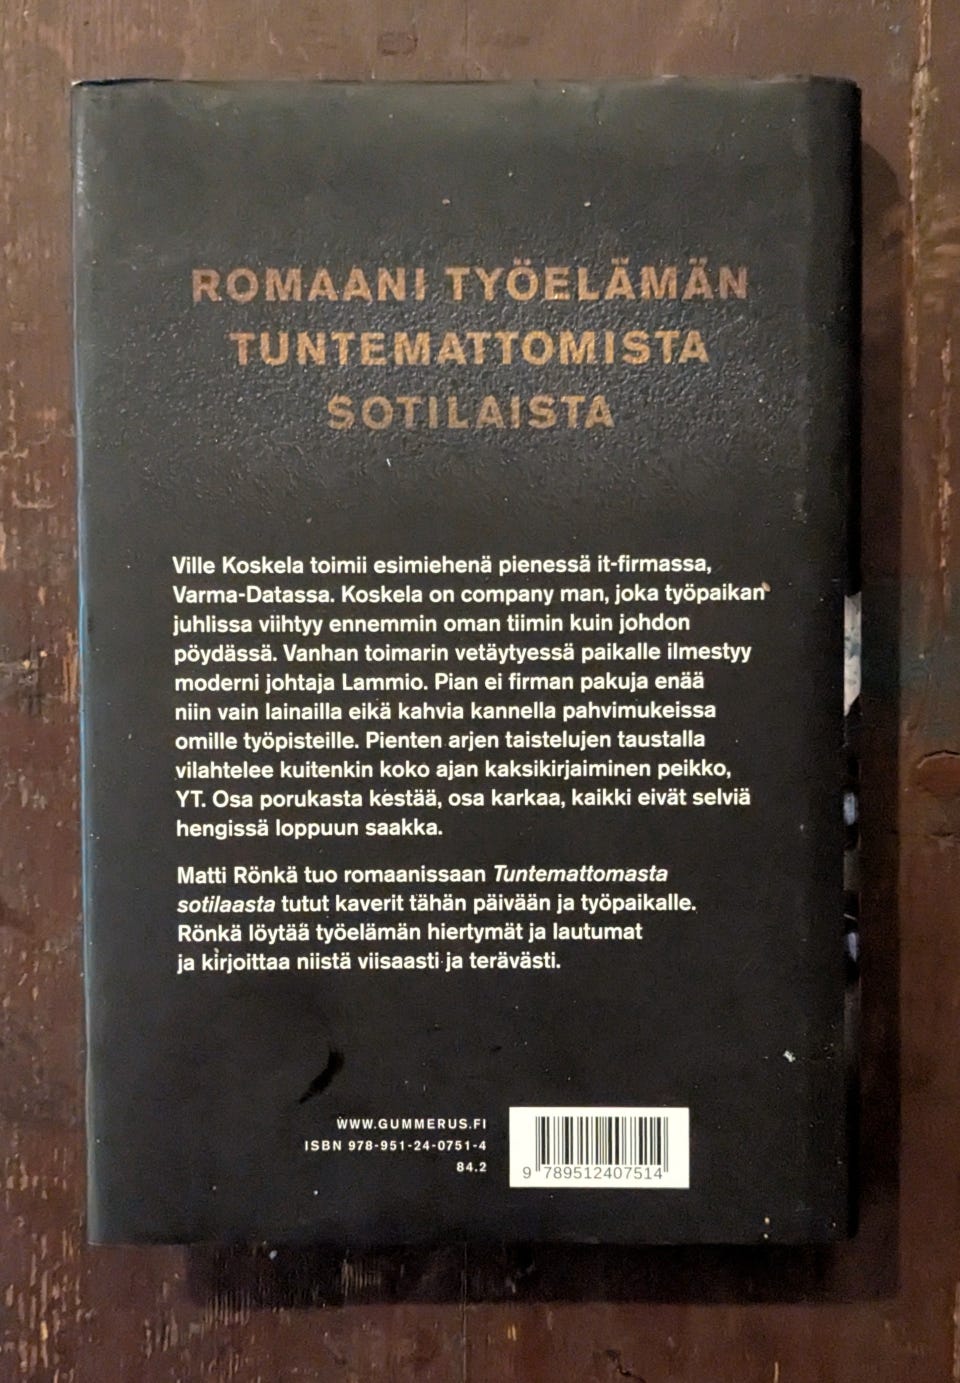 ROMAANI TYÖELÄMÄN
TUNTEMATTOMISTA
SOTILAISTA
Ville Koskela toimii esimiehenä pienessä it-firmassa,
Varma-Datassa. Koskela on company man, joka työpaikan
juhlissa viihtyy ennemmin oman tiimin kuin johdon
pöydässä. Vanhan toimarin vetäytyessä paikalle ilmestyy
moderni johtaja Lammio. Pian ei firman pakuja enää
niin vain lainailla eikä kahvia kannella pahvimukeissa
omille työpisteille. Pienten arjen taistelujen taustalla
vilahtelee kuitenkin koko ajan kaksikirjaiminen peikko,
YT. Osa porukasta kestää, osa karkaa, kaikki eivät selviä
hengissä loppuun saakka.
Matti Rönkä tuo romaanissaan Tuntemattomasta
sotilaasta tutut kaverit tähän päivään ja työpaikalle.
Rönkä löytää työelämän hiertymät ja lautumat
ja kirjoittaa niistä viisaasti ja terävästi.
WWW.GUMMERUS.FI
ISBN 978-951-24-0751-4
84.2
9 789512 407514